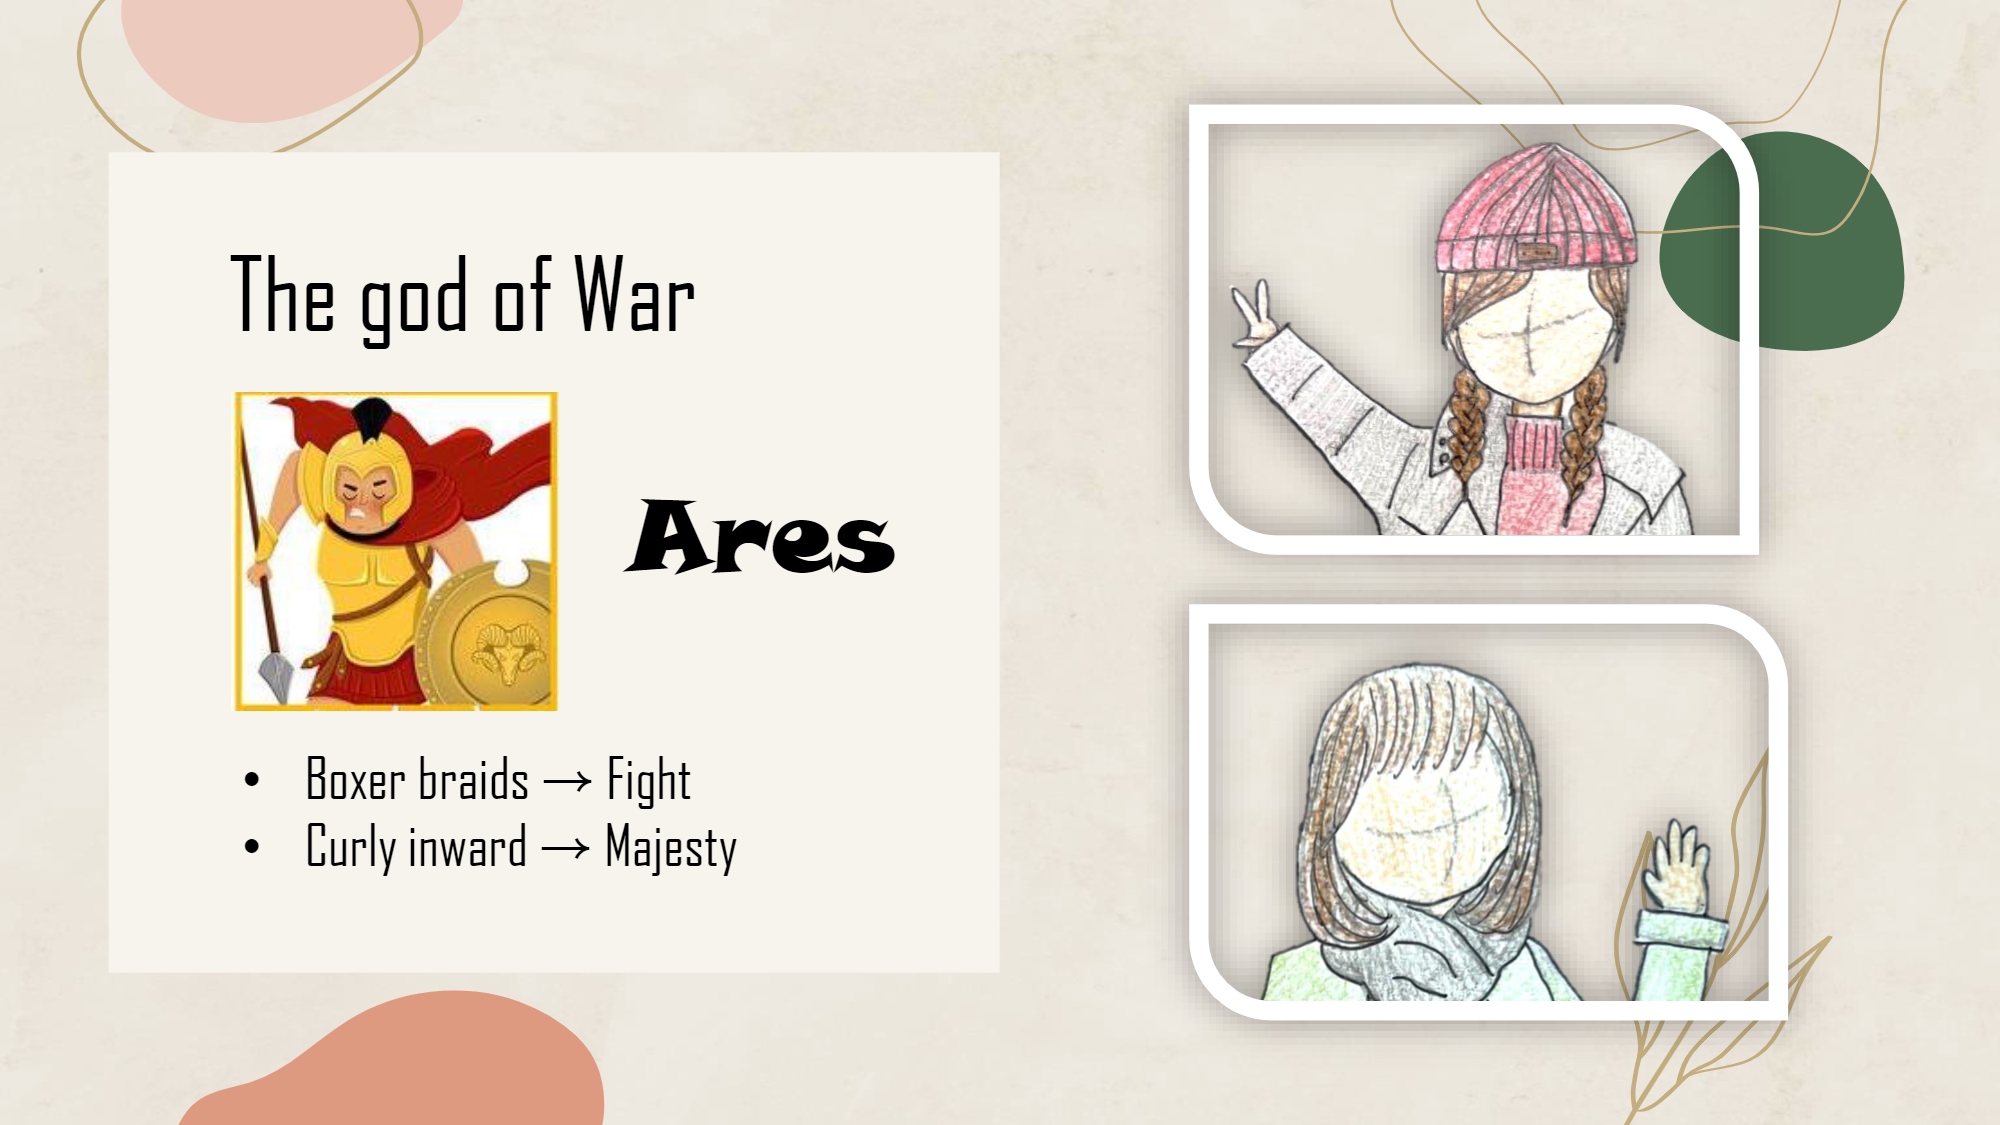 The god of War
Ares
• Boxer braids → Fight
• Curly inward → Majesty